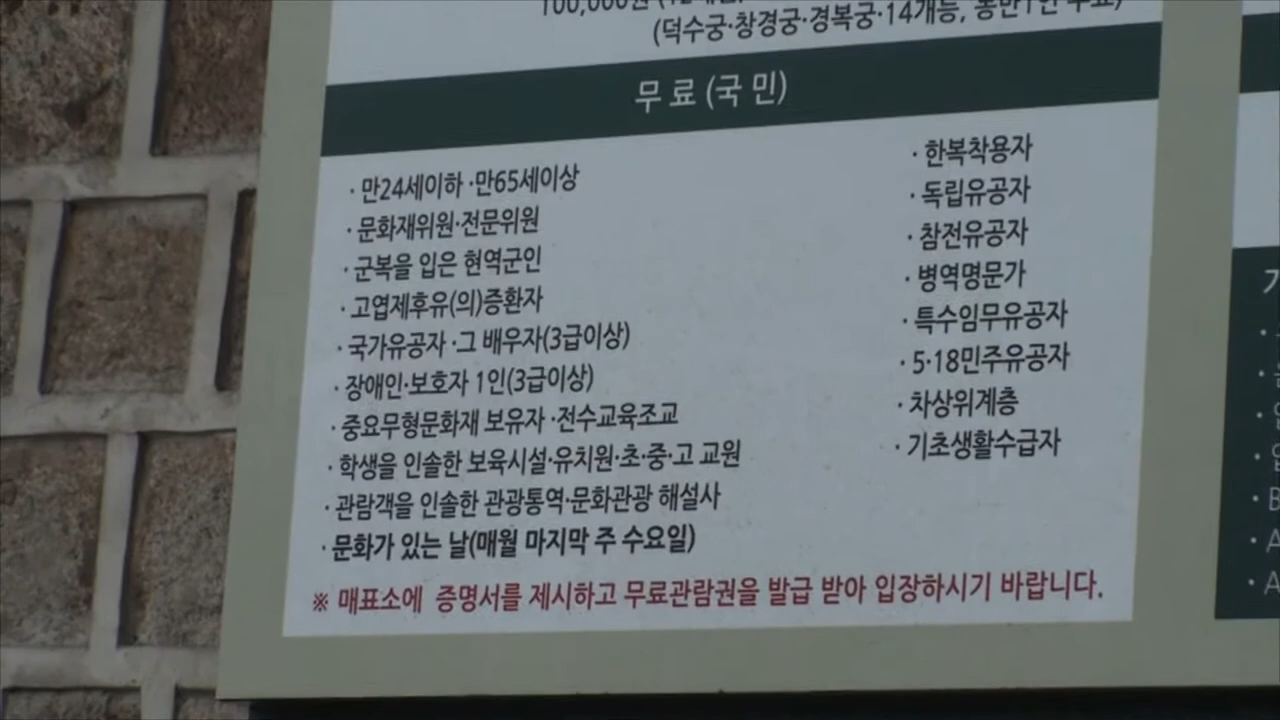 (덕수궁·창경궁·경복궁·14개능, 동반1인 무료)
무 료 (국 민)
· 만24세이하 ·만65세이상
· 문화재위원·전문위원
· 군복을 입은 현역군인
· 고엽제후유(의)증환자
· 국가유공자 ·그 배우자(3급이상)
· 장애인·보호자 1인(3급이상)
· 중요무형문화재 보유자 ·전수교육조교
· 학생을 인솔한 보육시설·유치원·초·중·고 교원
· 관람객을 인솔한 관광통역·문화관광 해설사
· 문화가 있는 날(매월 마지막 주 수요일)
· 한복착용자
· 독립유공자
· 참전유공자
· 병역명문가
· 특수임무유공자
· 5·18민주유공자
· 차상위계층
· 기초생활수급자
※ 매표소에 증명서를 제시하고 무료관람권을 발급 받아 입장하시기 바랍니다.